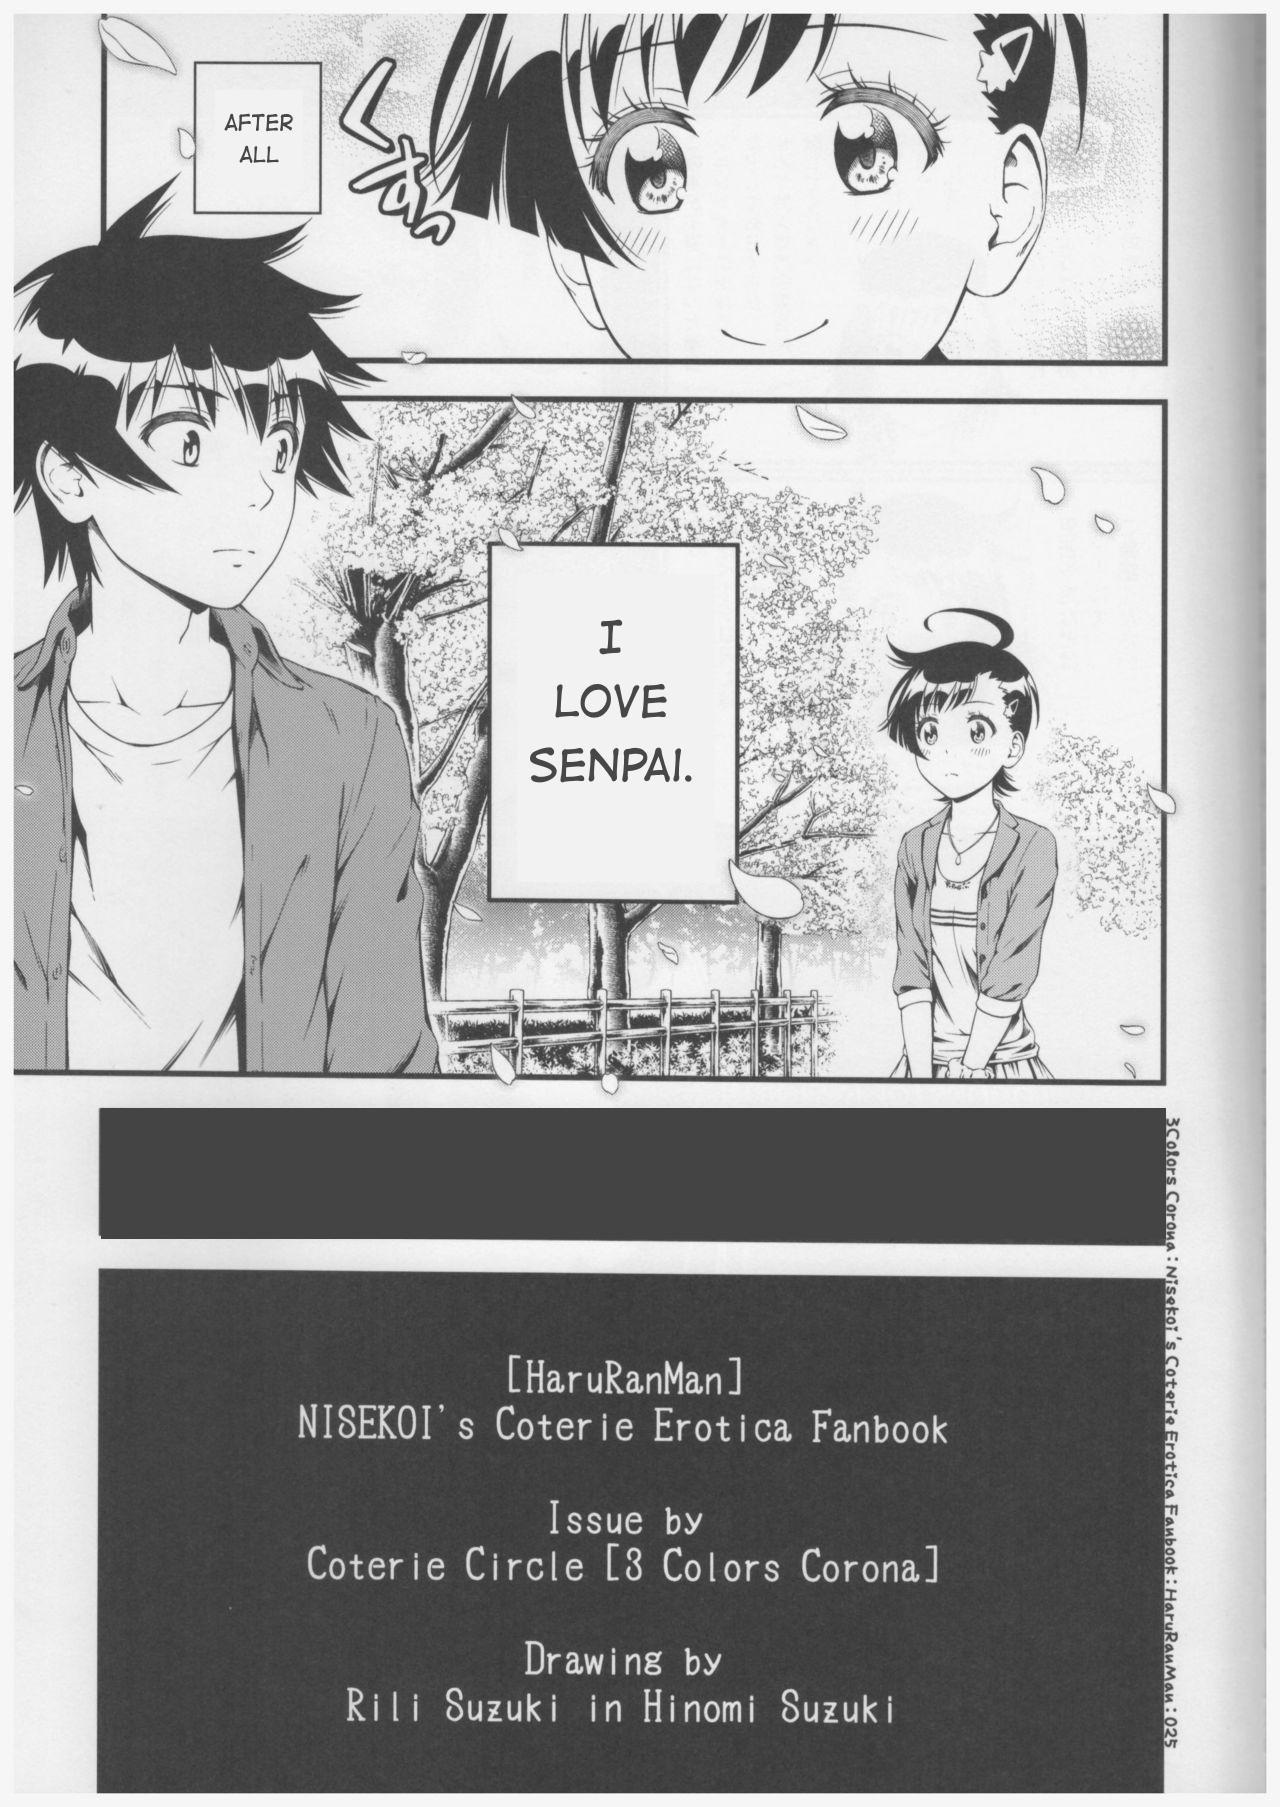 AFTER
ALL
くすっ
I
LOVE
SENPAI.
[HaruRanMan]
NISEKOI's Coterie Erotica Fanbook
Issue by
Coterie Circle [3 Colors Corona]
Drawing by
Rili Suzuki in Hinomi Suzuki
3Colors Corona : Nisekoi's Coterie Erotica Fanbook : HaruRanMan : 025